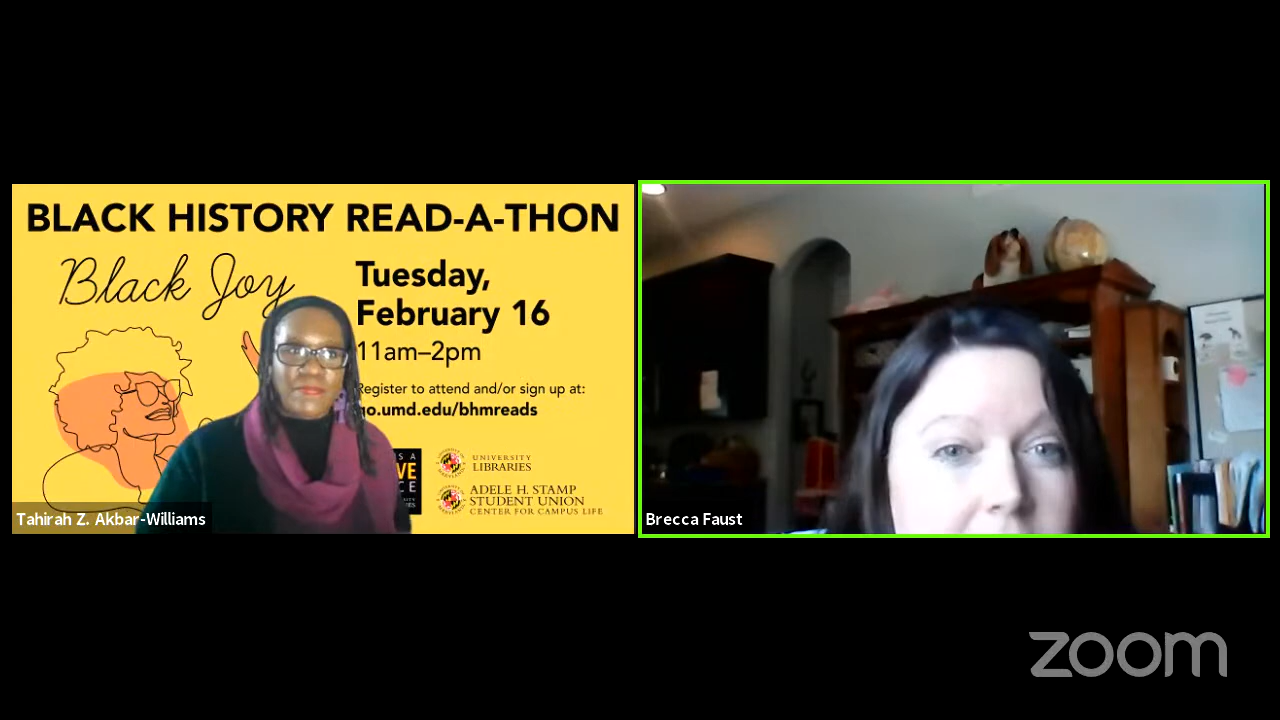 BLACK HISTORY READ-A-THON
Black Joy
Tuesday,
February 16
11am–2pm
Register to attend and/or sign up at:
go.umd.edu/bhmreads
S A
VE
CE
UNIVERSITY
LIBRARIES
ADELE H. STAMP
STUDENT UNION
CENTER FOR CAMPUS LIFE
Tahirah Z. Akbar-Williams
Brecca Faust
zoom